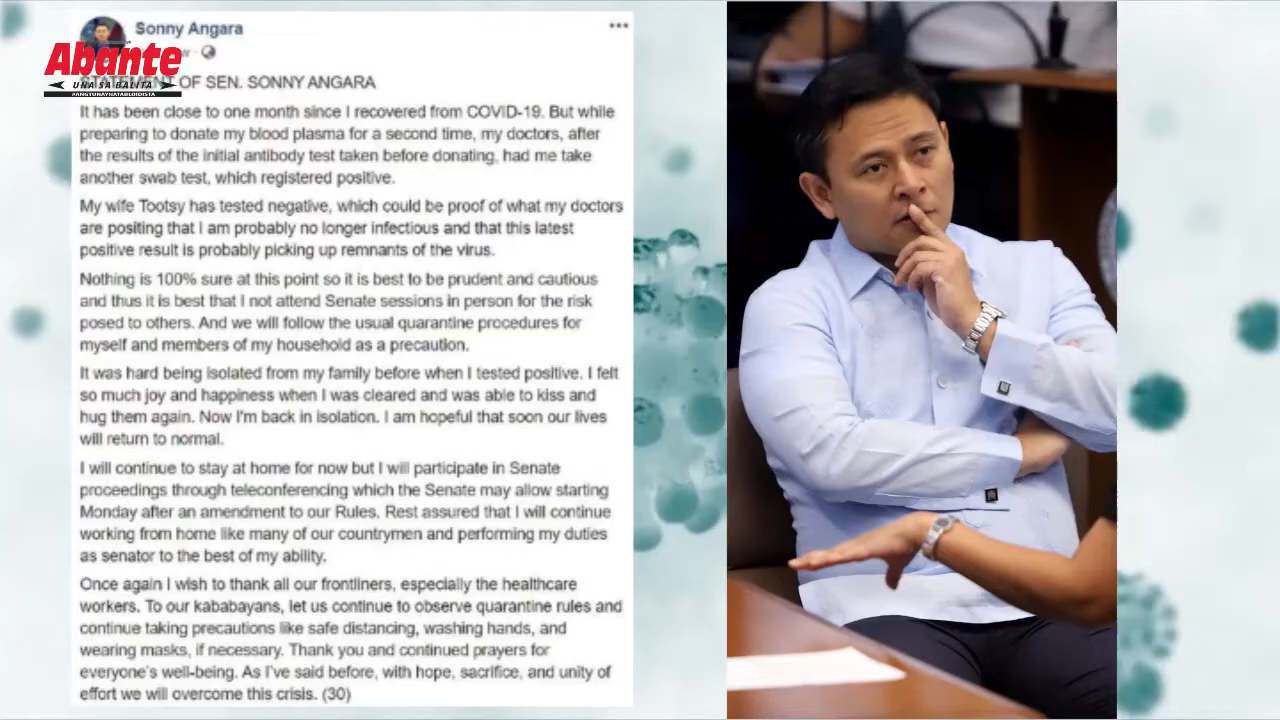 Sonny Angara
Abante
UNA SA BALITA
#ANGTUNAYNATABLOIDISTA
STATEMENT OF SEN. SONNY ANGARA
It has been close to one month since I recovered from COVID-19. But while
preparing to donate my blood plasma for a second time, my doctors, after
the results of the initial antibody test taken before donating, had me take
another swab test, which registered positive.
My wife Tootsy has tested negative, which could be proof of what my doctors
are positing that I am probably no longer infectious and that this latest
positive result is probably picking up remnants of the virus.
Nothing is 100% sure at this point so it is best to be prudent and cautious
and thus it is best that I not attend Senate sessions in person for the risk
posed to others. And we will follow the usual quarantine procedures for
myself and members of my household as a precaution.
It was hard being isolated from my family before when I tested positive. I felt
so much joy and happiness when I was cleared and was able to kiss and
hug them again. Now I'm back in isolation. I am hopeful that soon our lives
will return to normal.
I will continue to stay at home for now but I will participate in Senate
proceedings through teleconferencing which the Senate may allow starting
Monday after an amendment to our Rules. Rest assured that I will continue
working from home like many of our countrymen and performing my duties
as senator to the best of my ability.
Once again I wish to thank all our frontliners, especially the healthcare
workers. To our kababayans, let us continue to observe quarantine rules and
continue taking precautions like safe distancing, washing hands, and
wearing masks, if necessary. Thank you and continued prayers for
everyone's well-being. As I've said before, with hope, sacrifice, and unity of
effort we will overcome this crisis. (30)